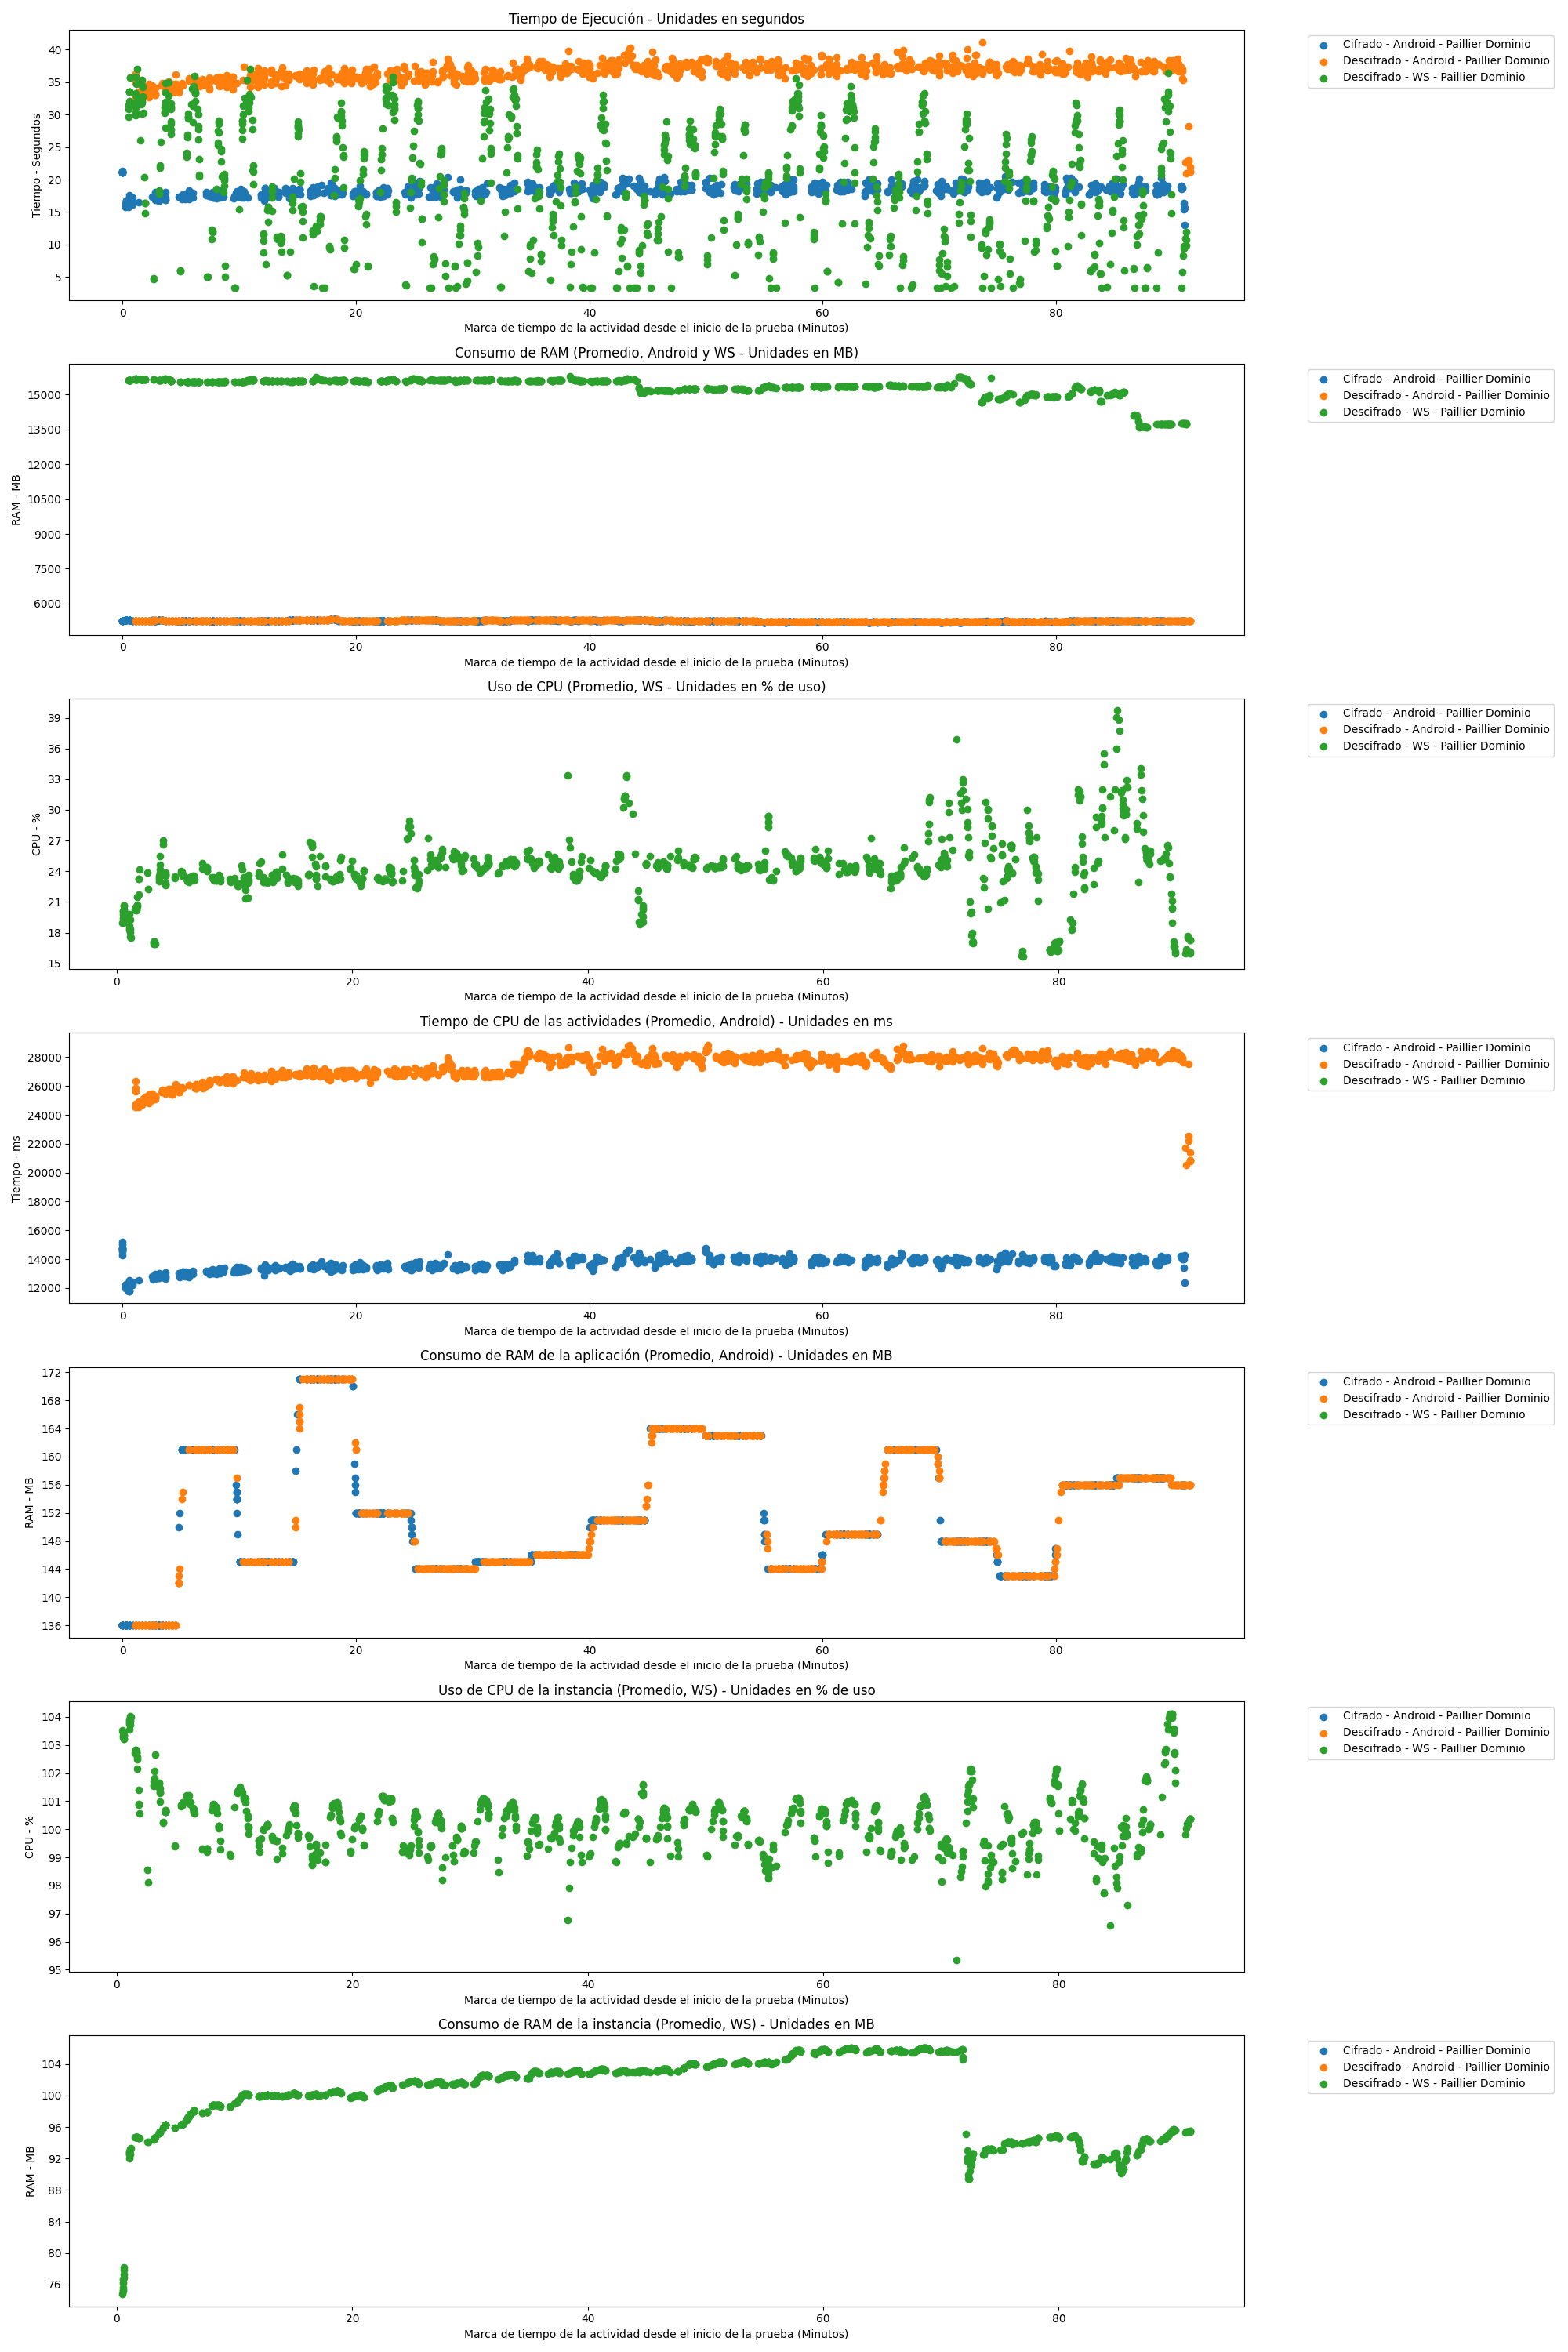 Tiempo de Ejecución - Unidades en segundos
40
35
30
25
20
15
10
5
Tiempo - Segundos
0
20
40
60
80
Marca de tiempo de la actividad desde el inicio de la prueba (Minutos)
Cifrado - Android - Paillier Dominio
Descifrado - Android - Paillier Dominio
Descifrado - WS - Paillier Dominio
Consumo de RAM (Promedio, Android y WS - Unidades en MB)
15000
13500
12000
10500
9000
7500
6000
RAM - MB
0
20
40
60
80
Marca de tiempo de la actividad desde el inicio de la prueba (Minutos)
Cifrado - Android - Paillier Dominio
Descifrado - Android - Paillier Dominio
Descifrado - WS - Paillier Dominio
Uso de CPU (Promedio, WS - Unidades en % de uso)
39
36
33
30
27
24
21
18
15
CPU - %
0
20
40
60
80
Marca de tiempo de la actividad desde el inicio de la prueba (Minutos)
Cifrado - Android - Paillier Dominio
Descifrado - Android - Paillier Dominio
Descifrado - WS - Paillier Dominio
Tiempo de CPU de las actividades (Promedio, Android) - Unidades en ms
28000
26000
24000
22000
20000
18000
16000
14000
12000
Tiempo - ms
0
20
40
60
80
Marca de tiempo de la actividad desde el inicio de la prueba (Minutos)
Cifrado - Android - Paillier Dominio
Descifrado - Android - Paillier Dominio
Descifrado - WS - Paillier Dominio
Consumo de RAM de la aplicación (Promedio, Android) - Unidades en MB
172
168
164
160
156
152
148
144
140
136
RAM - MB
0
20
40
60
80
Marca de tiempo de la actividad desde el inicio de la prueba (Minutos)
Cifrado - Android - Paillier Dominio
Descifrado - Android - Paillier Dominio
Descifrado - WS - Paillier Dominio
Uso de CPU de la instancia (Promedio, WS) - Unidades en % de uso
104
103
102
101
100
99
98
97
96
95
CPU - %
0
20
40
60
80
Marca de tiempo de la actividad desde el inicio de la prueba (Minutos)
Cifrado - Android - Paillier Dominio
Descifrado - Android - Paillier Dominio
Descifrado - WS - Paillier Dominio
Consumo de RAM de la instancia (Promedio, WS) - Unidades en MB
104
100
96
92
88
84
80
76
RAM - MB
0
20
40
60
80
Marca de tiempo de la actividad desde el inicio de la prueba (Minutos)
Cifrado - Android - Paillier Dominio
Descifrado - Android - Paillier Dominio
Descifrado - WS - Paillier Dominio